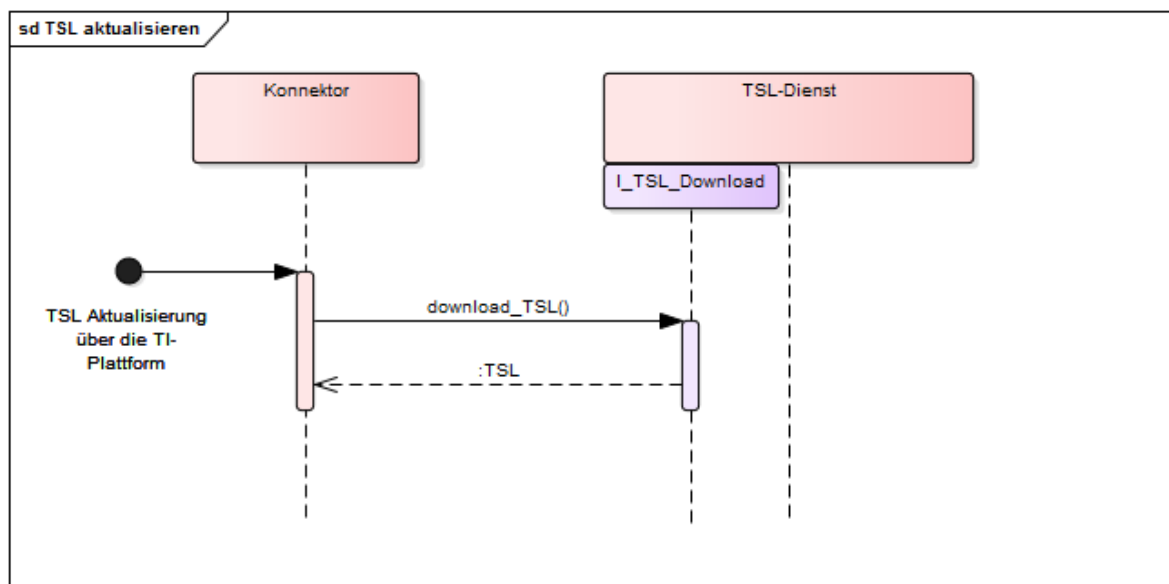 sd TSL aktualisieren
Konnektor
TSL-Dienst
I_TSL_Download
TSL Aktualisierung
über die TI-
Plattform
download_TSL()
:TSL